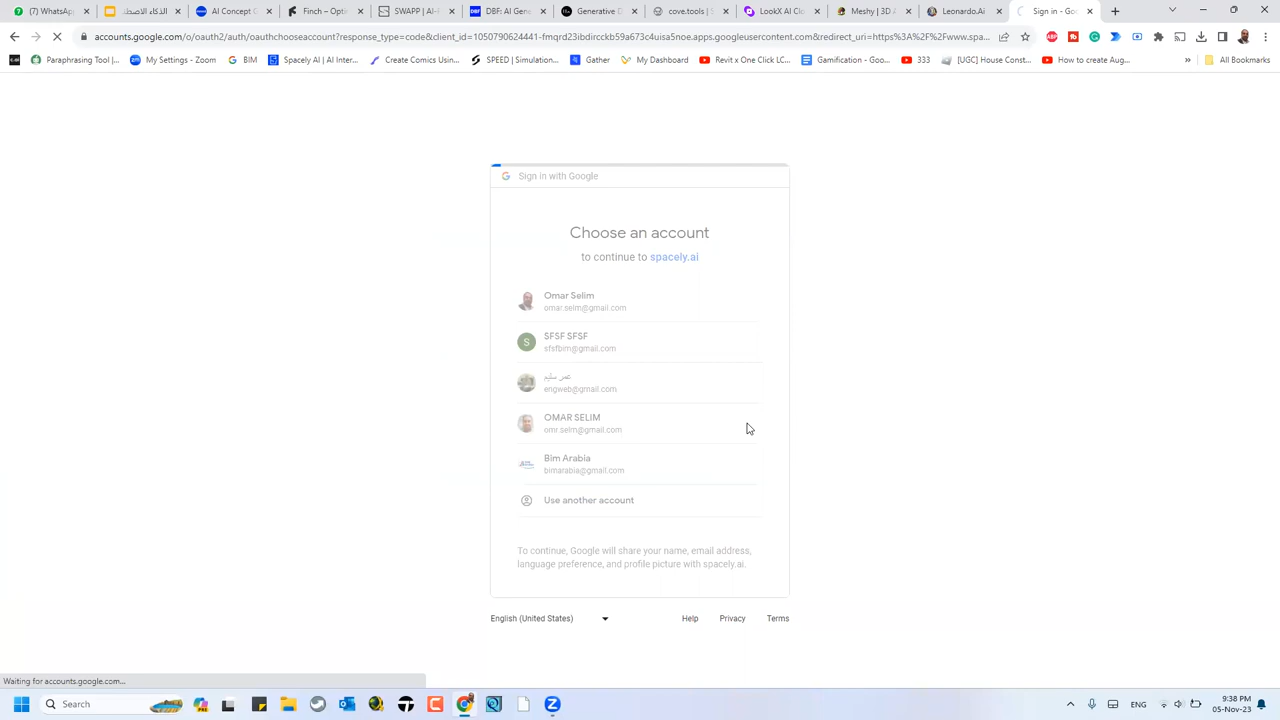 (7) WhatsApp
الذكاء الاصط
AI Concept C
Finch – Opti
SWAPP | AI-F
DBF: AI Gene
Generative D
cove.tools | S
LookX AI Clo
Meshy | 3D A
Leonardo.Ai
Sign in - Goo
accounts.google.com/o/oauth2/auth/oauthchooseaccount?response_type=code&client_id=1050790624441-fmqrd23ibdircckb59a673c4uisa5noe.apps.googleusercontent.com&redirect_uri=https%3A%2F%2Fwww.spa...
Paraphrasing Tool |...
My Settings - Zoom
BIM
Spacely AI | AI Interi...
Create Comics Using...
SPEED | Simulation...
Gather
My Dashboard
Revit x One Click LC...
Gamification - Goo...
333
[UGC] House Const...
How to create Aug...
»
All Bookmarks
Sign in with Google
Choose an account
to continue to spacely.ai
Omar Selim
omar.selm@gmail.com
S
SFSF SFSF
sfsfbim@gmail.com
عمر سليم
engweb@gmail.com
OMAR SELIM
omr.selm@gmail.com
Bim Arabia
bimarabia@gmail.com
Use another account
To continue, Google will share your name, email address,
language preference, and profile picture with spacely.ai.
English (United States)
Help
Privacy
Terms
Waiting for accounts.google.com...
Search
ENG
9:38 PM
05-Nov-23